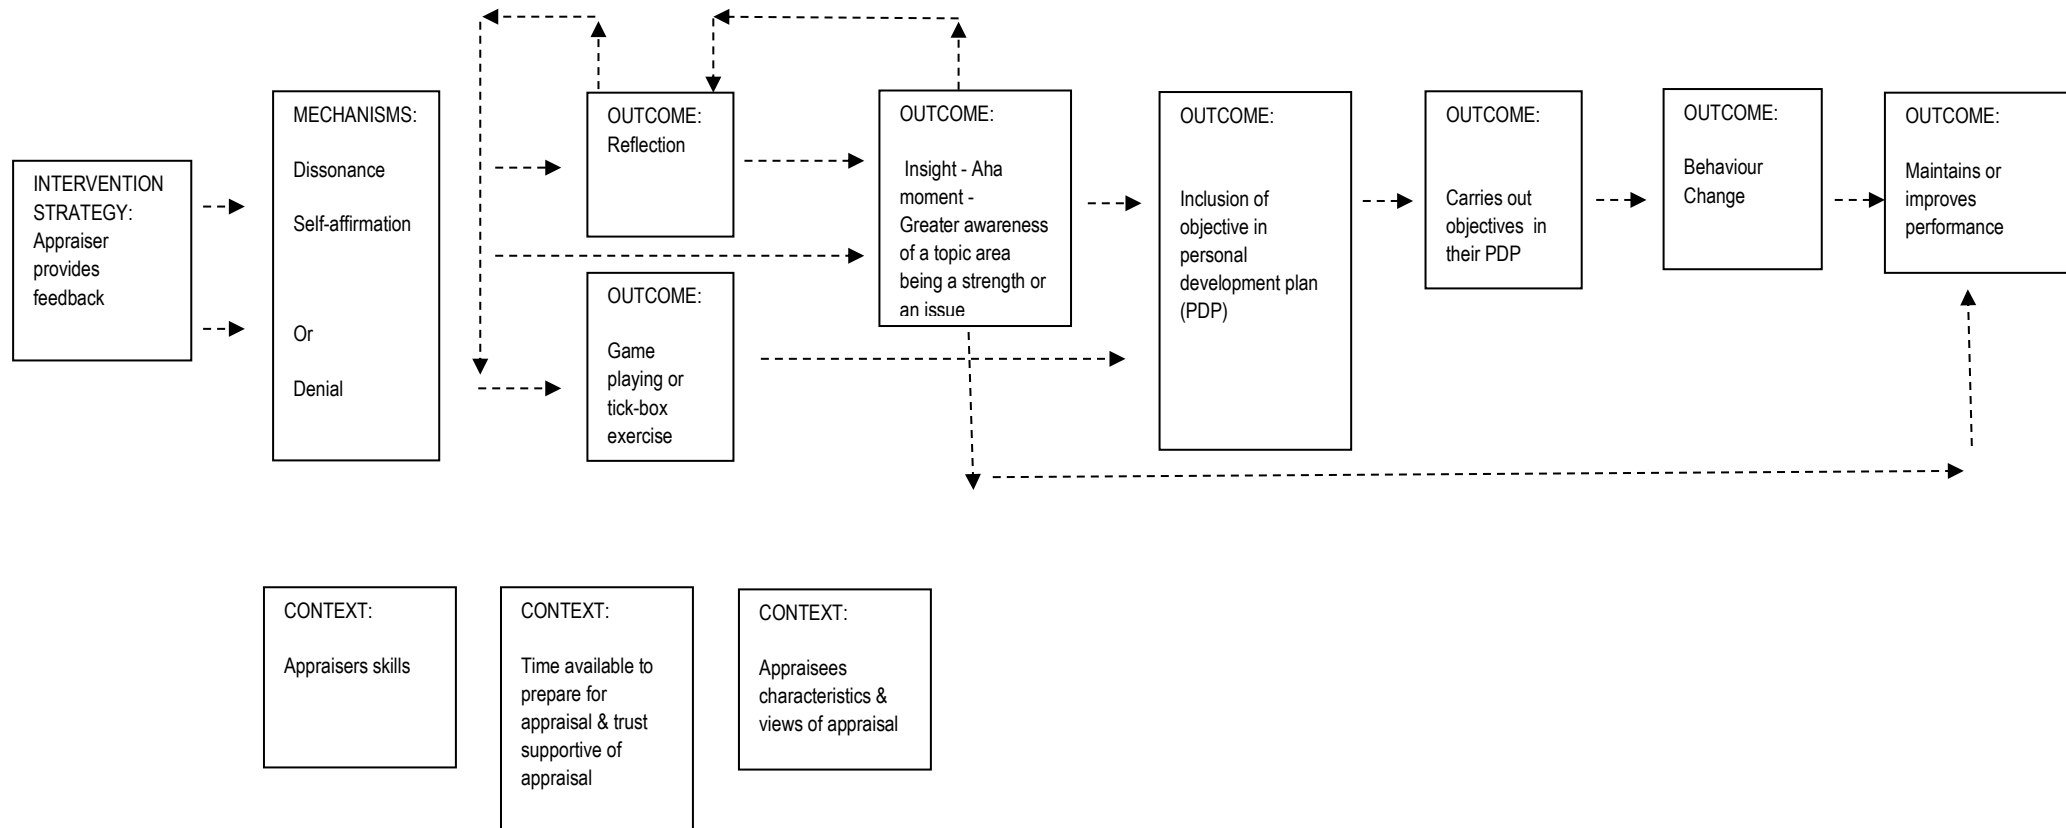 INTERVENTION
STRATEGY:
Appraiser
provides
feedback
MECHANISMS:
Dissonance
Self-affirmation
Or
Denial
OUTCOME:
Reflection
OUTCOME:
Game
playing or
tick-box
exercise
OUTCOME:
Insight - Aha
moment -
Greater awareness
of a topic area
being a strength or
an issue
OUTCOME:
Inclusion of
objective in
personal
development plan
(PDP)
OUTCOME:
Carries out
objectives in
their PDP
OUTCOME:
Behaviour
Change
OUTCOME:
Maintains or
improves
performance
CONTEXT:
Appraisers skills
CONTEXT:
Time available to
prepare for
appraisal & trust
supportive of
appraisal
CONTEXT:
Appraisees
characteristics &
views of appraisal